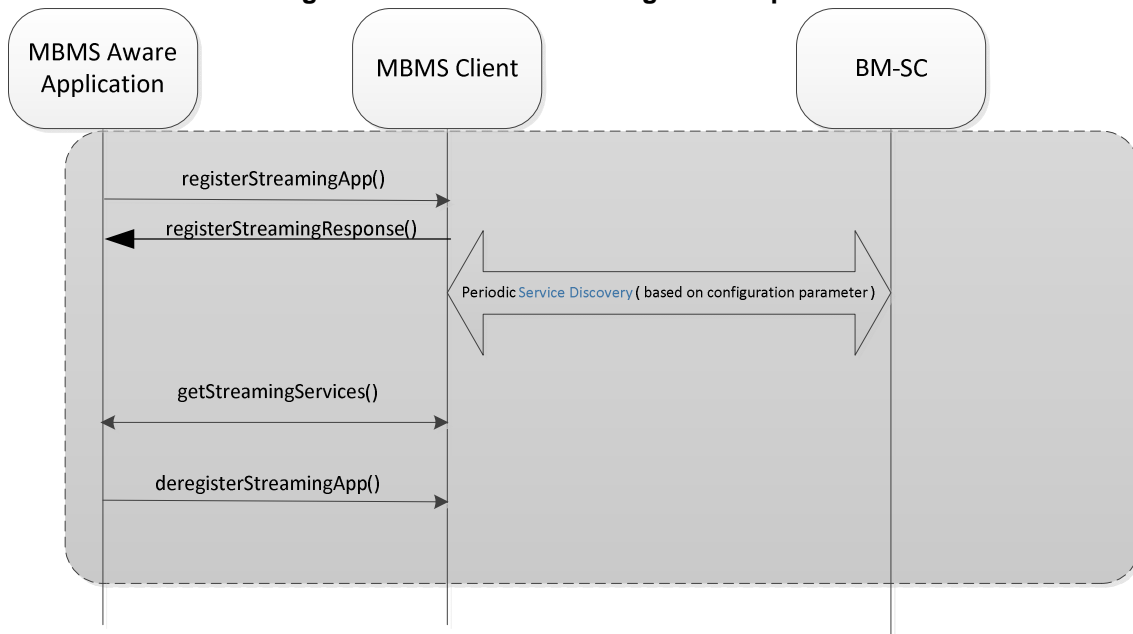 MBMS Aware
Application
MBMS Client
BM-SC
registerStreamingApp()
registerStreamingResponse()
Periodic Service Discovery ( based on configuration parameter )
getStreamingServices()
deregisterStreamingApp()